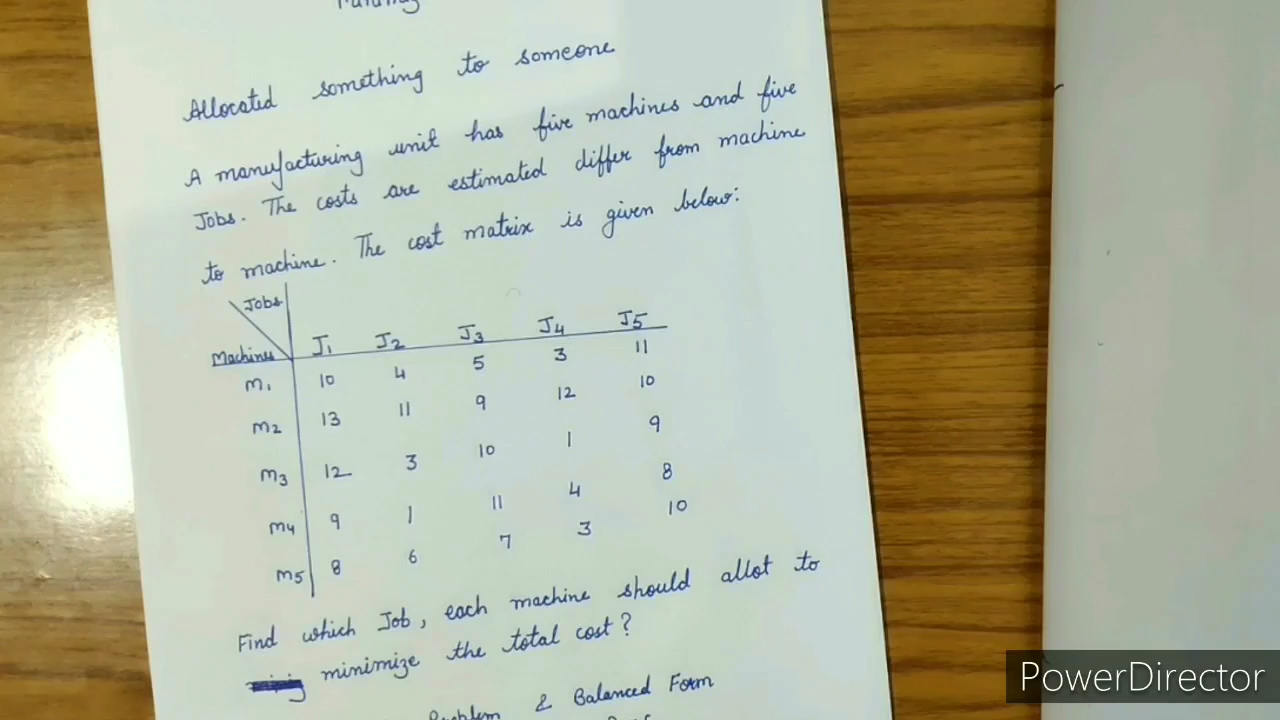 Allocated something to someone
A manufacturing unit has five machines and five
Jobs. The costs are estimated differ from machine
to machine. The cost matrix is given below:
Jobs
Machines J1 J2 J3 J4 J5
M1 10 4 5 3 11
M2 13 11 9 12 10
M3 12 3 10 1 9
M4 9 1 11 4 8
M5 8 6 7 3 10
Find which Job, each machine should allot to
minimize the total cost?
Problem & Balanced Form
PowerDirector